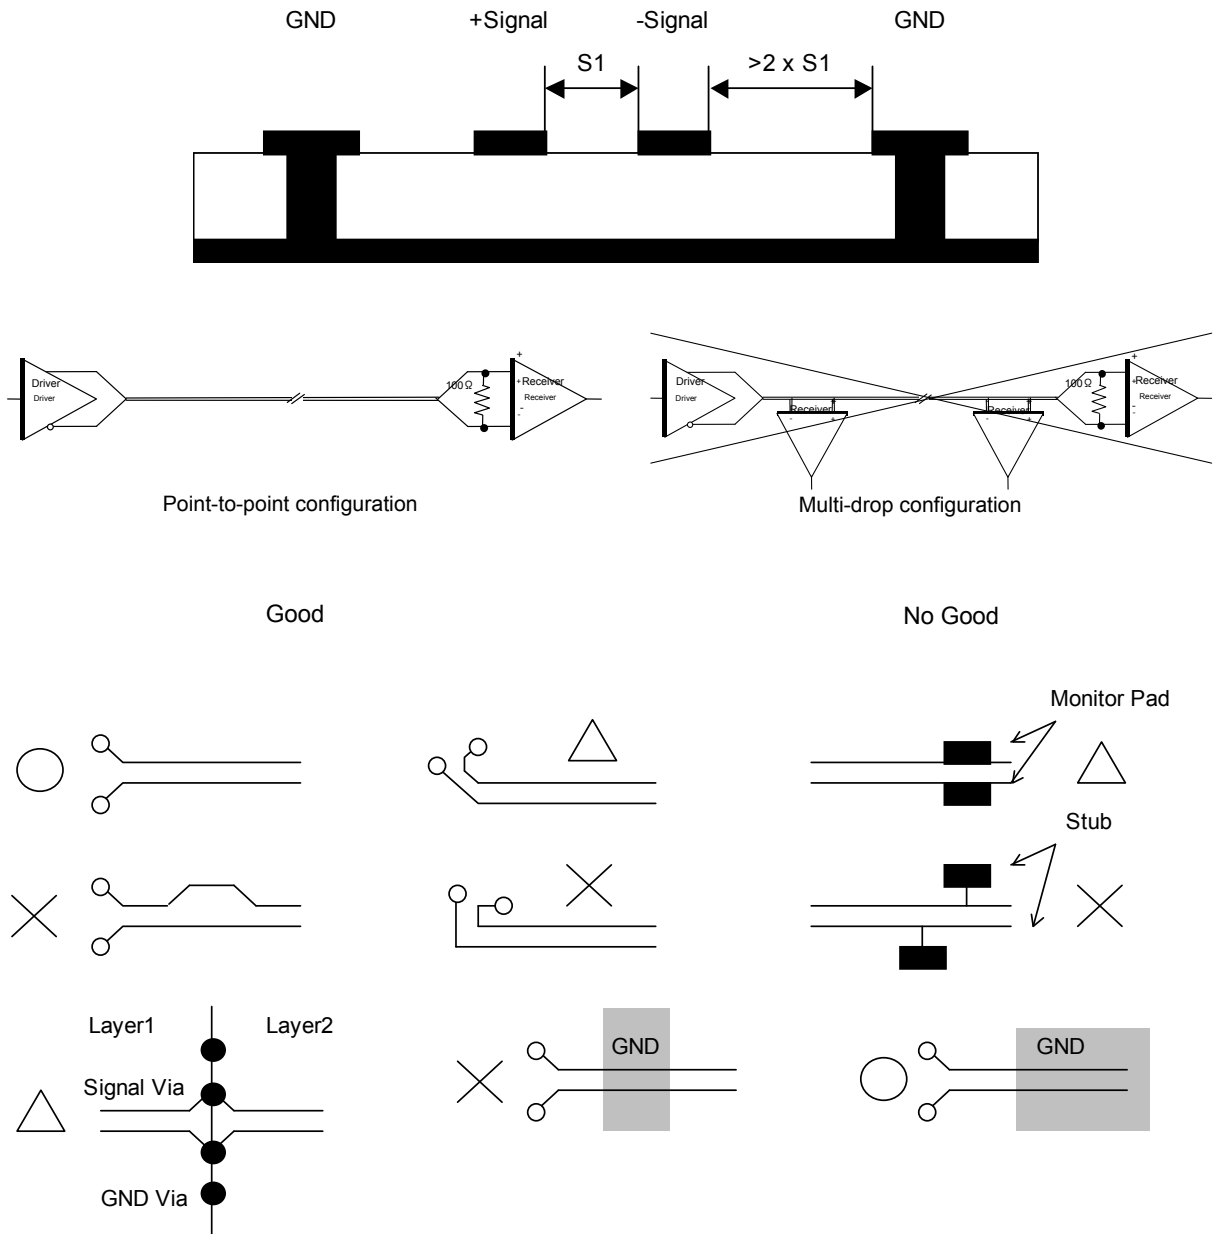 GND +Signal -Signal GND
S1 >2 x S1
Driver
Driver
100Ω
+
+Receiver
Receiver
-
-
Driver
Driver
Receiver
- +
Receiver
- +
100Ω
+
Receiver
Receiver
-
-
Point-to-point configuration
Multi-drop configuration
Good
No Good
Monitor Pad
Stub
Layer1 Layer2
Signal Via
GND Via
GND
GND